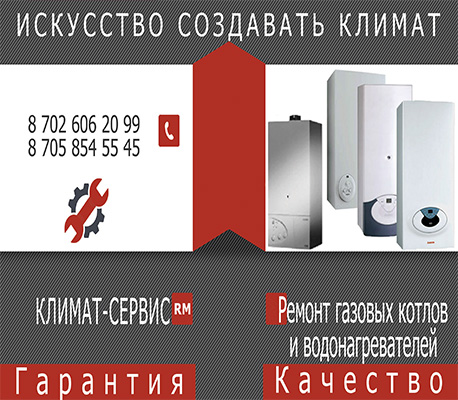 ИСКУССТВО СОЗДАВАТЬ КЛИМАТ
8 702 606 20 99
8 705 854 55 45
КЛИМАТ-СЕРВИС RM
Ремонт газовых котлов
и водонагревателей
Гарантия
Качество